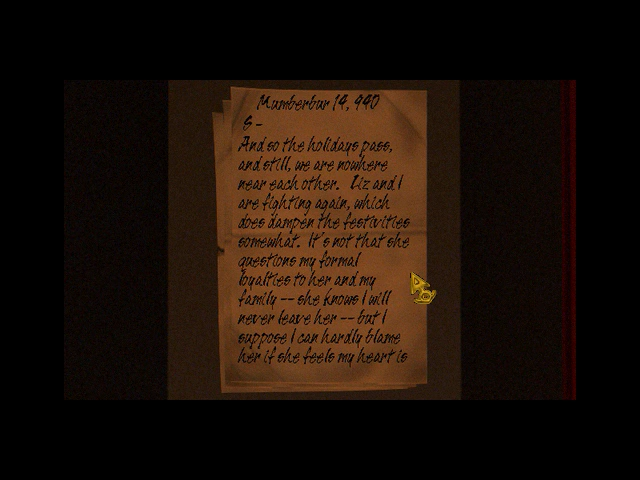 Mumberbur 14, 940
S -
And so the holidays pass,
and still, we are nowhere
near each other. Liz and I
are fighting again, which
does dampen the festivities
somewhat. It's not that she
questions my formal
loyalties to her and my
family -- she knows I will
never leave her -- but I
suppose I can hardly blame
her if she feels my heart is